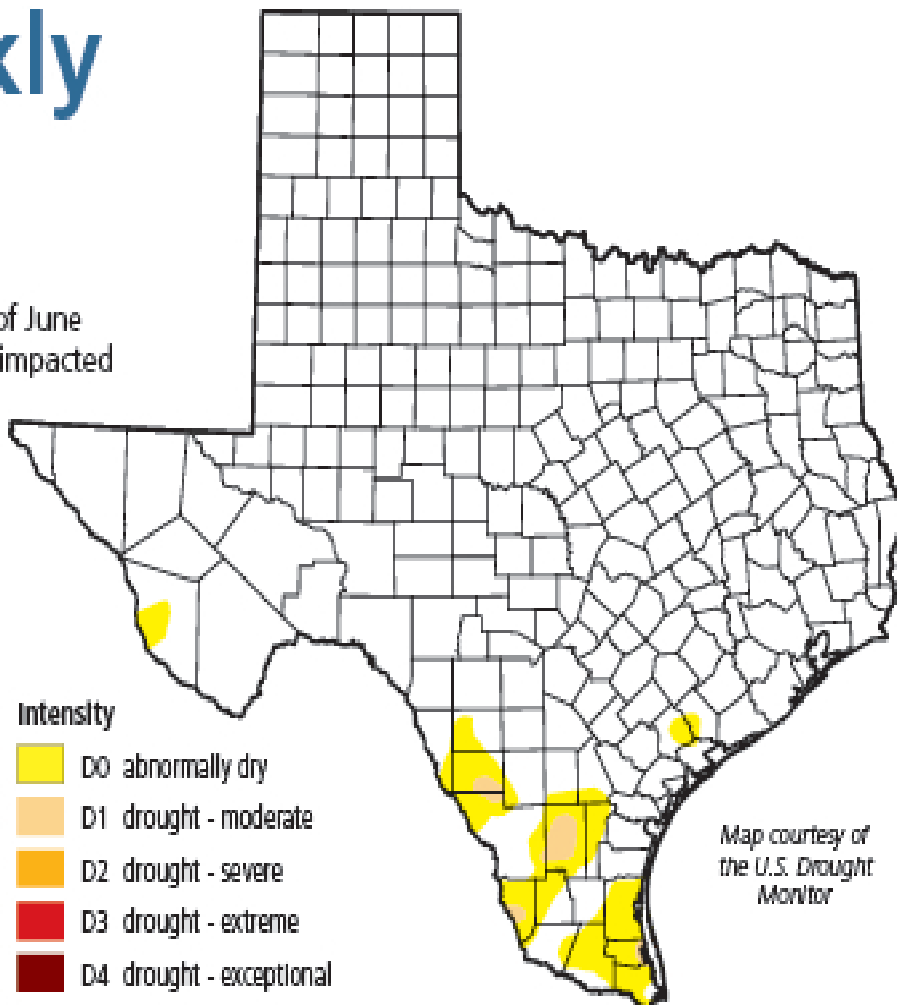 kly
of June
impacted
Intensity
D0 abnormally dry
D1 drought - moderate
D2 drought - severe
D3 drought - extreme
D4 drought - exceptional
Map courtesy of
the U.S. Drought
Monitor